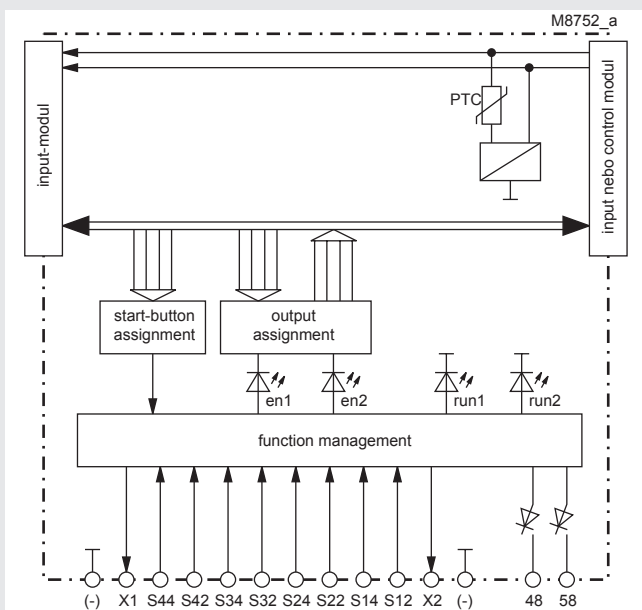 M8752_a
input-modul
PTC
input nebo control modul
start-button
assignment
output
assignment
en1
en2
run1
run2
function management
(-)
X1
S44
S42
S34
S32
S24
S22
S14
S12
X2
(-)
48
58